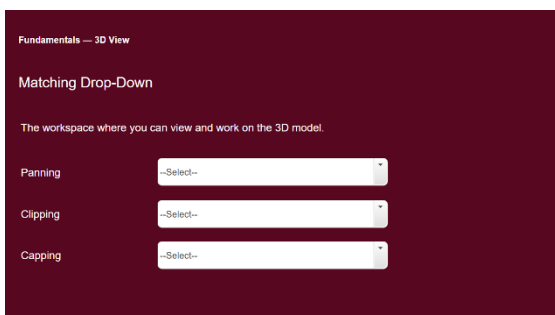 Fundamentals — 3D View
Matching Drop-Down
The workspace where you can view and work on the 3D model.
Panning --Select--
Clipping --Select--
Capping --Select--